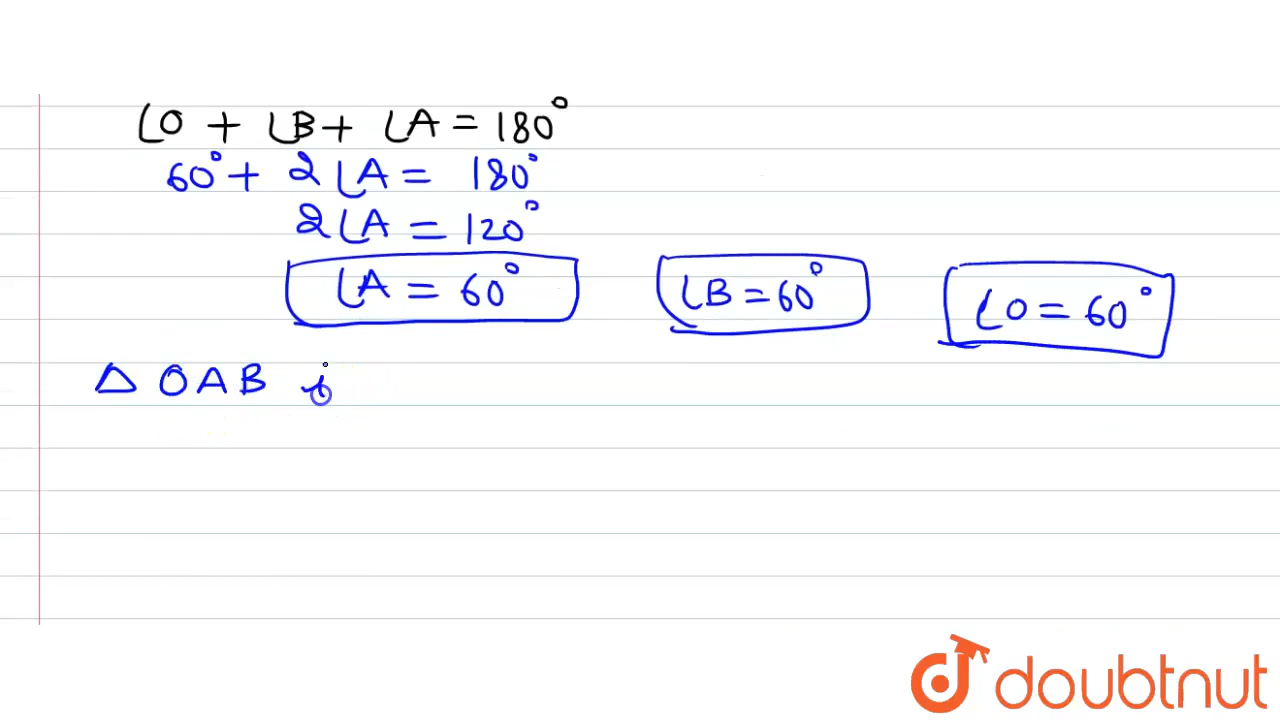 ∠O + ∠B + ∠A = 180°
60° + 2∠A = 180°
2∠A = 120°
∠A = 60° ∠B = 60° ∠O = 60°
△ OAB i
doubtnut